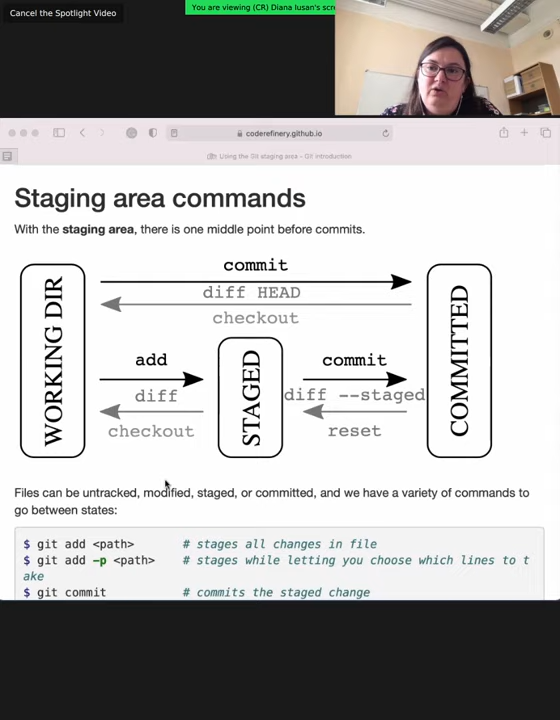 Cancel the Spotlight Video
You are viewing (CR) Diana Iusan's scre
coderefinery.github.io
Using the Git staging area – Git introduction
Staging area commands
With the staging area, there is one middle point before commits.
commit
diff HEAD
checkout
WORKING DIR
add
diff
checkout
STAGED
commit
diff --staged
reset
COMMITTED
Files can be untracked, modified, staged, or committed, and we have a variety of commands to
go between states:
$ git add <path> # stages all changes in file
$ git add -p <path> # stages while letting you choose which lines to t
ake
$ git commit # commits the staged change